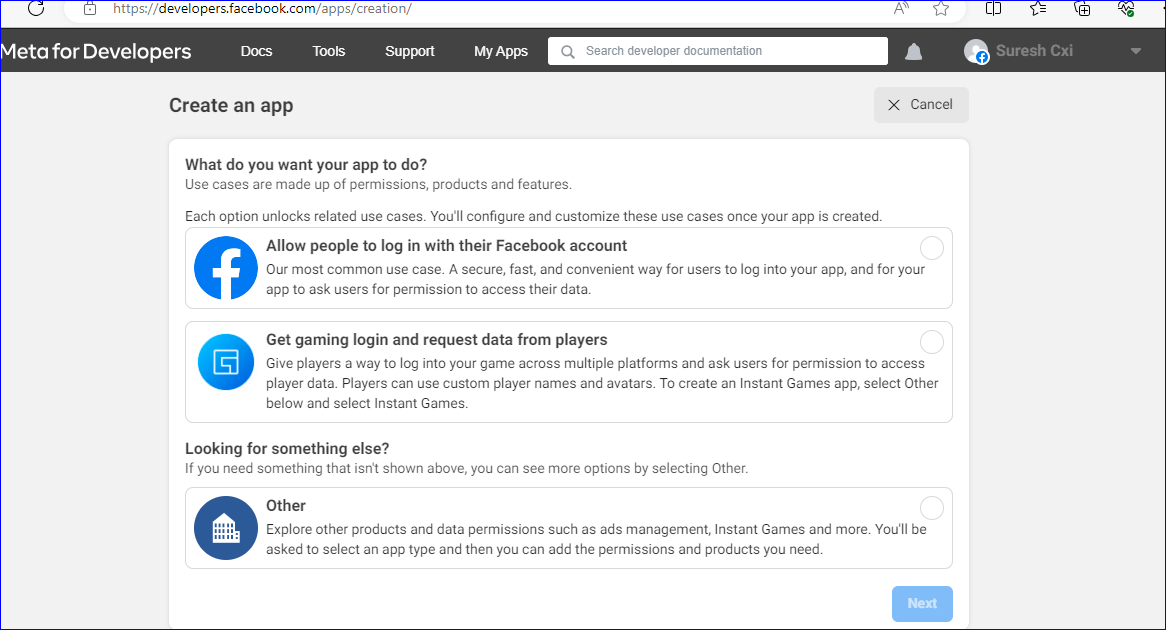 https://developers.facebook.com/apps/creation/
Meta for Developers Docs Tools Support My Apps Search developer documentation Suresh Cxi
Create an app
Cancel
What do you want your app to do?
Use cases are made up of permissions, products and features.
Each option unlocks related use cases. You'll configure and customize these use cases once your app is created.
Allow people to log in with their Facebook account
Our most common use case. A secure, fast, and convenient way for users to log into your app, and for your
app to ask users for permission to access their data.
Get gaming login and request data from players
Give players a way to log into your game across multiple platforms and ask users for permission to access
player data. Players can use custom player names and avatars. To create an Instant Games app, select Other
below and select Instant Games.
Looking for something else?
If you need something that isn't shown above, you can see more options by selecting Other.
Other
Explore other products and data permissions such as ads management, Instant Games and more. You'll be
asked to select an app type and then you can add the permissions and products you need.
Next